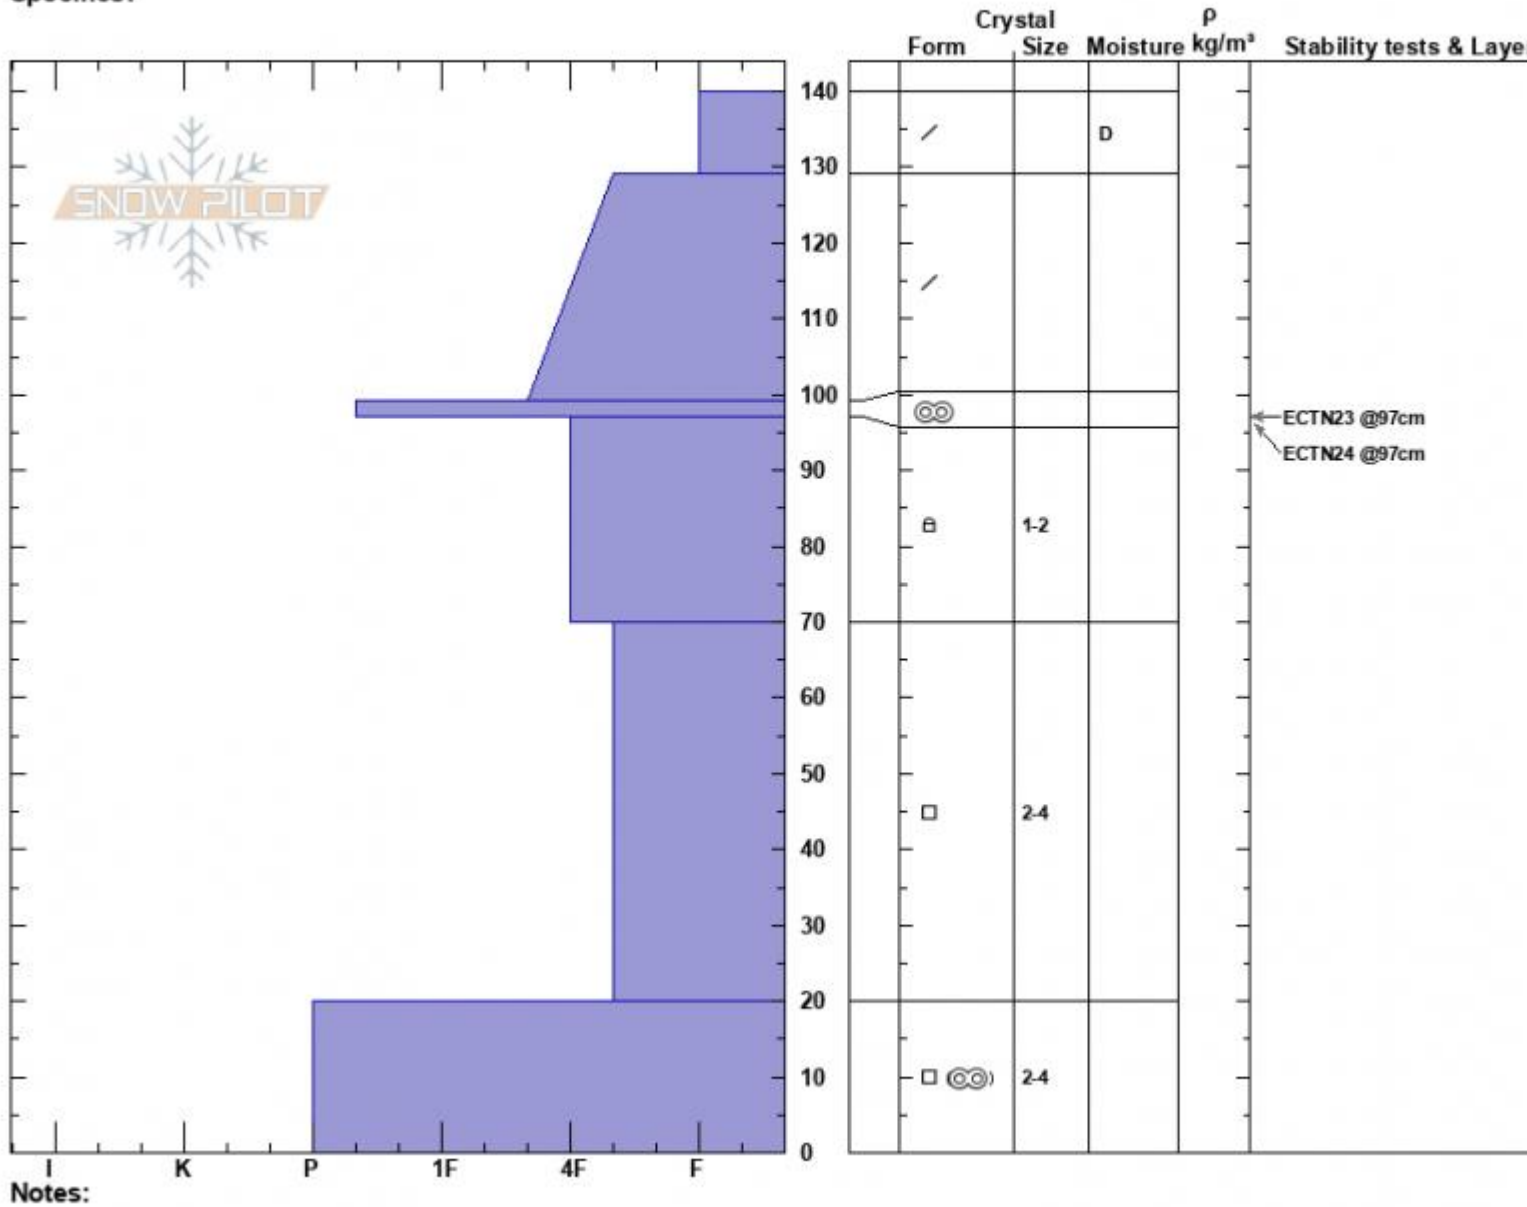 Crystal ρ
Form Size Moisture kg/m³ Stability tests & Laye
140
D
130
SNOW PILOT
120
110
100
ECTN23 @97cm
ECTN24 @97cm
90
1-2
80
70
60
50
2-4
40
30
20
10
2-4
0
I K P 1F 4F F
Notes: